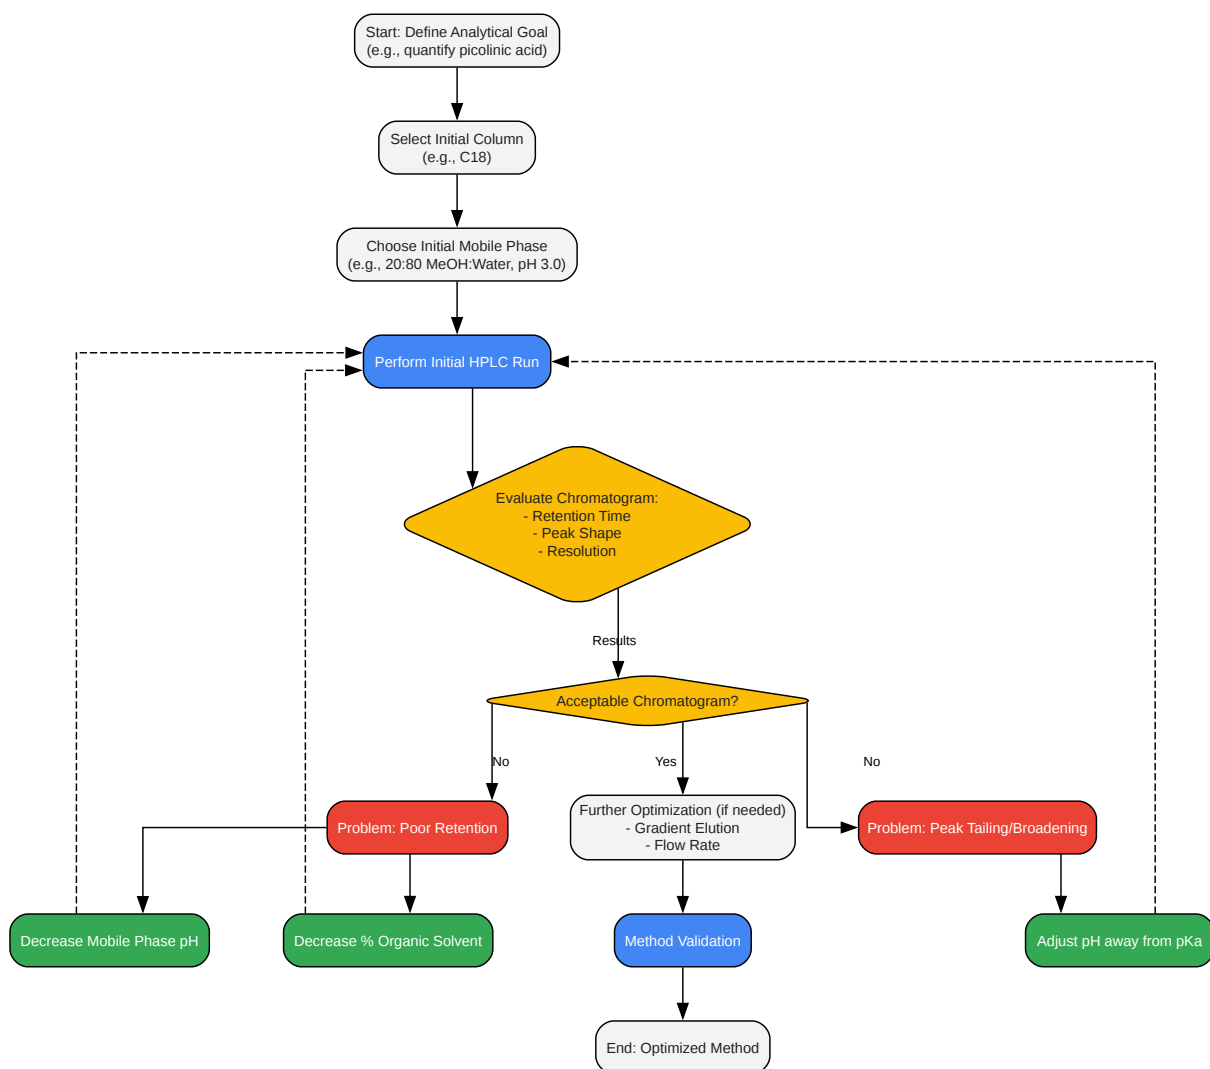 Start: Define Analytical Goal
(e.g., quantify picolinic acid)
Select Initial Column
(e.g., C18)
Choose Initial Mobile Phase
(e.g., 20:80 MeOH:Water, pH 3.0)
Perform Initial HPLC Run
Evaluate Chromatogram:
- Retention Time
- Peak Shape
- Resolution
Results
Acceptable Chromatogram?
No
Yes
No
Problem: Poor Retention
Further Optimization (if needed)
- Gradient Elution
- Flow Rate
Problem: Peak Tailing/Broadening
Decrease Mobile Phase pH
Decrease % Organic Solvent
Method Validation
Adjust pH away from pKa
End: Optimized Method